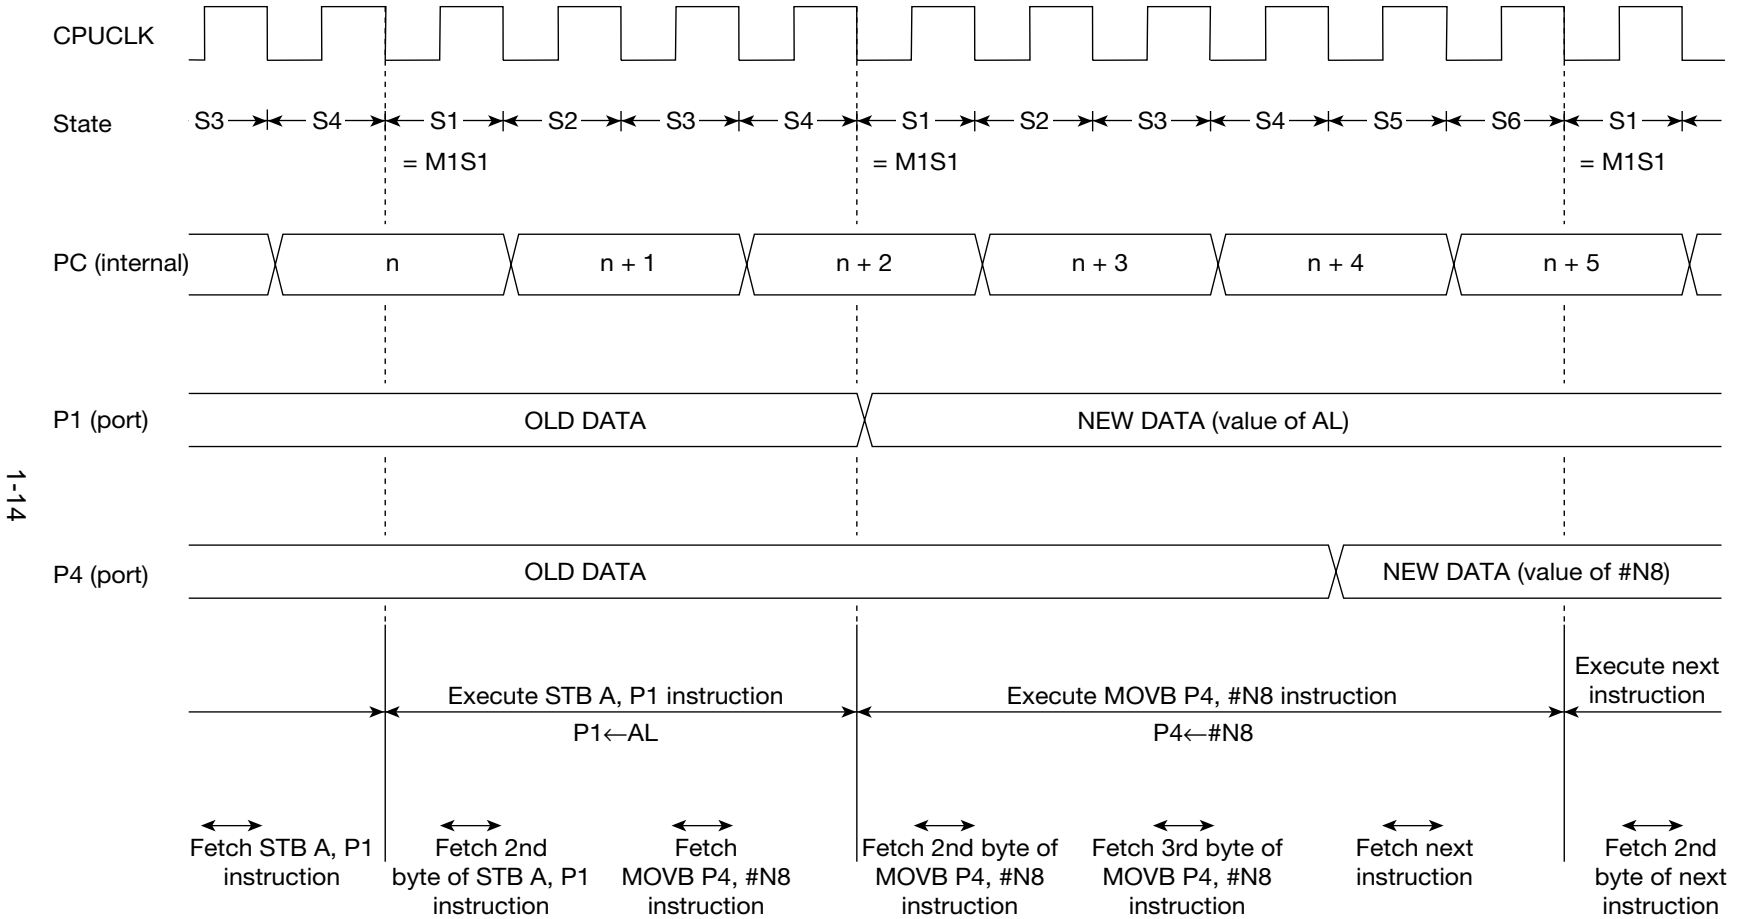 CPUCLK
State S3 S4 S1 S2 S3 S4 S1 S2 S3 S4 S5 S6 S1
= M1S1 = M1S1 = M1S1
PC (internal) n n + 1 n + 2 n + 3 n + 4 n + 5
P1 (port) OLD DATA NEW DATA (value of AL)
1-14
P4 (port) OLD DATA NEW DATA (value of #N8)
Execute STB A, P1 instruction
P1←AL
Execute MOVB P4, #N8 instruction
P4←#N8
Execute next
instruction
Fetch STB A, P1
instruction
Fetch 2nd
byte of STB A, P1
instruction
Fetch
MOVB P4, #N8
instruction
Fetch 2nd byte of
MOVB P4, #N8
instruction
Fetch 3rd byte of
MOVB P4, #N8
instruction
Fetch next
instruction
Fetch 2nd
byte of next
instruction